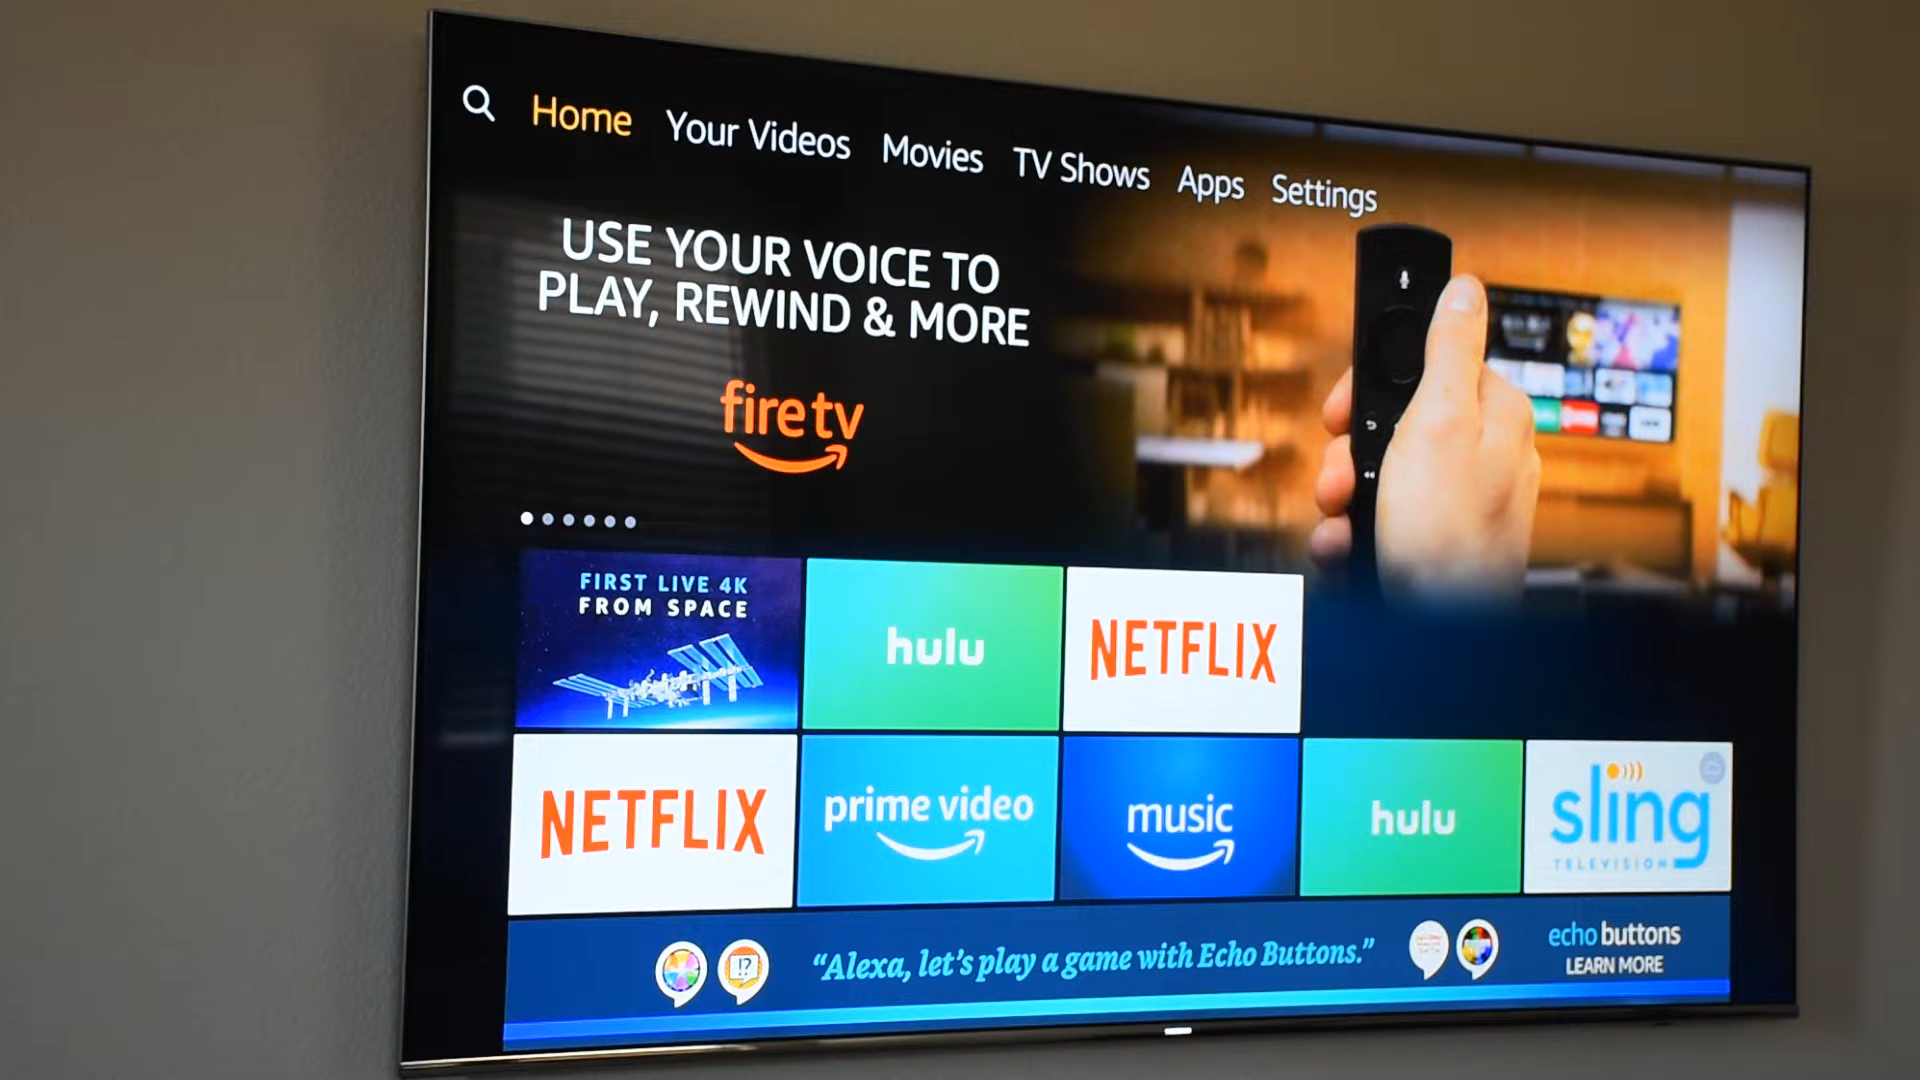 Home Your Videos Movies TV Shows Apps Settings
USE YOUR VOICE TO
PLAY, REWIND & MORE
fire tv
FIRST LIVE 4K
FROM SPACE
hulu
NETFLIX
NETFLIX
prime video
music
hulu
sling
TELEVISION
!?
“Alexa, let's play a game with Echo Buttons.”
echo buttons
LEARN MORE